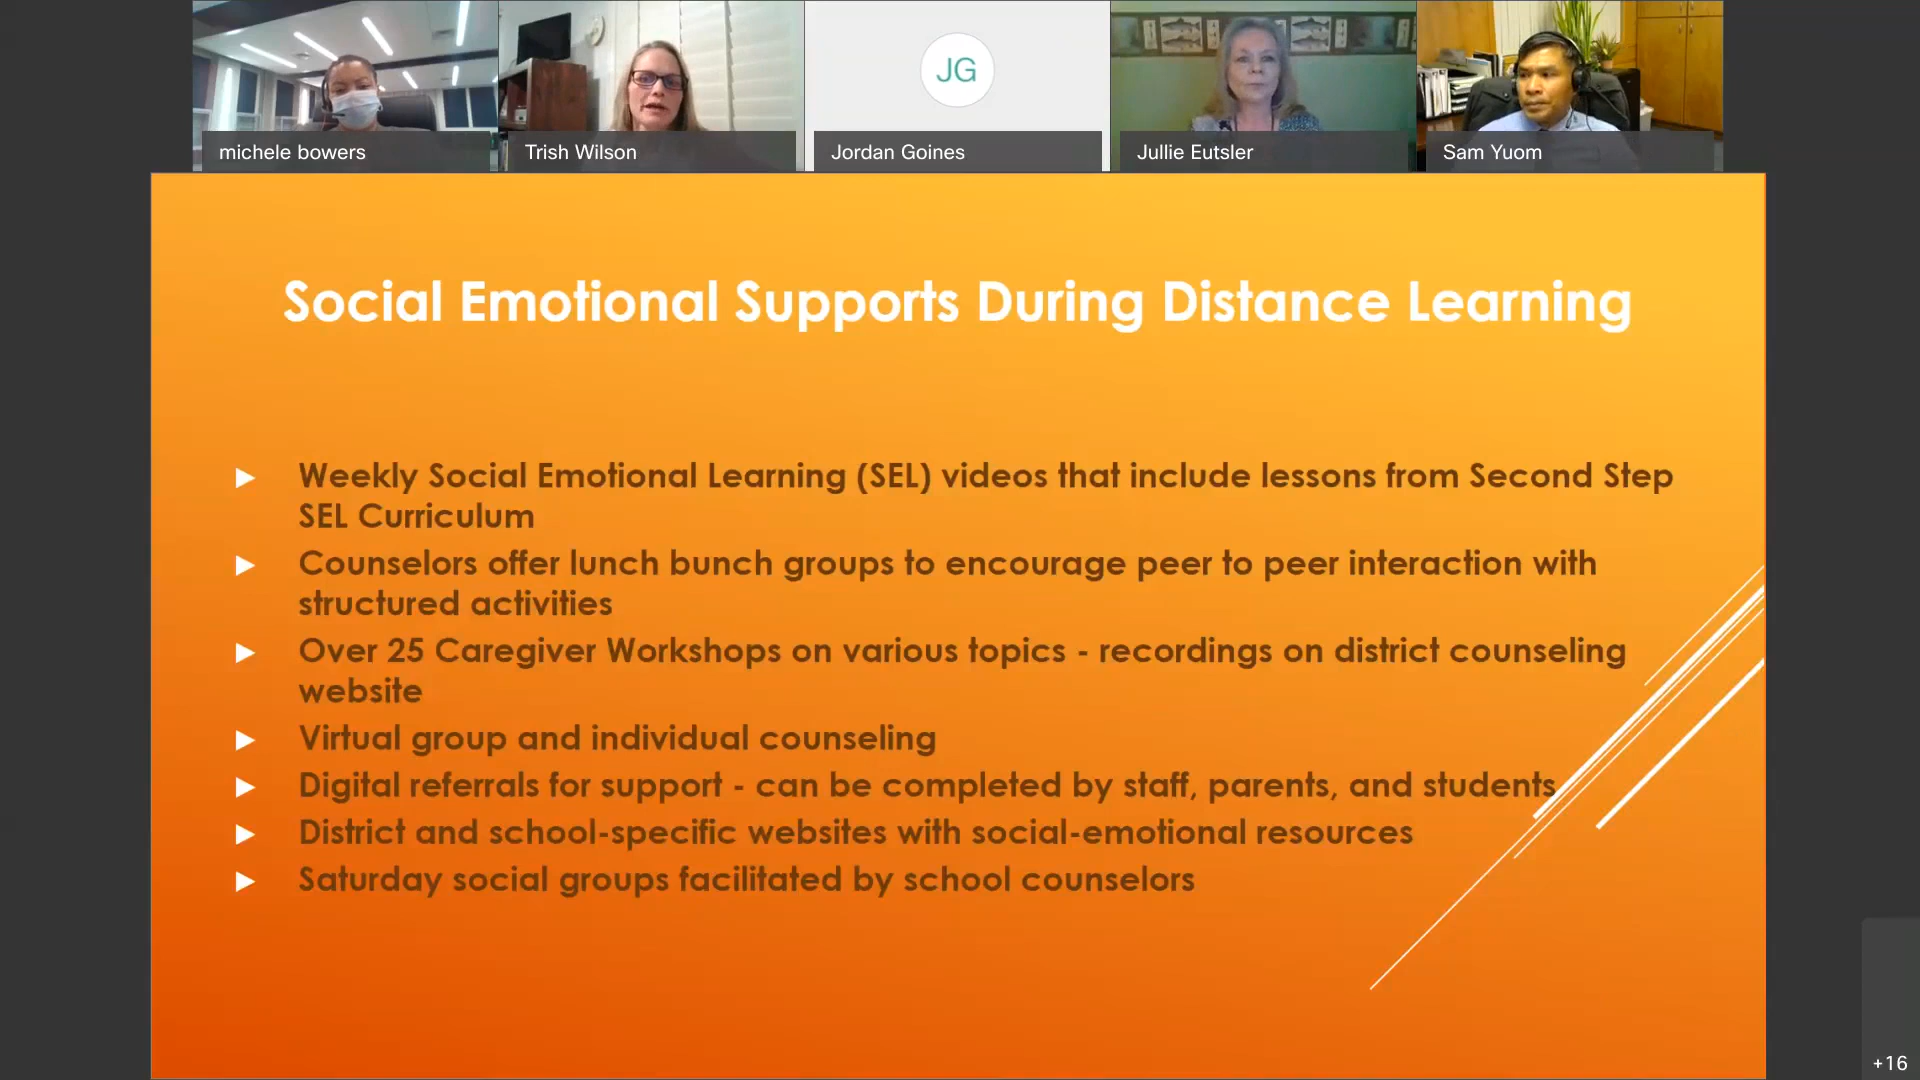 michele bowers
Trish Wilson
JG
Jordan Goines
Jullie Eutsler
Sam Yuom
Social Emotional Supports During Distance Learning
Weekly Social Emotional Learning (SEL) videos that include lessons from Second Step
SEL Curriculum
Counselors offer lunch bunch groups to encourage peer to peer interaction with
structured activities
Over 25 Caregiver Workshops on various topics - recordings on district counseling
website
Virtual group and individual counseling
Digital referrals for support - can be completed by staff, parents, and students
District and school-specific websites with social-emotional resources
Saturday social groups facilitated by school counselors
+16